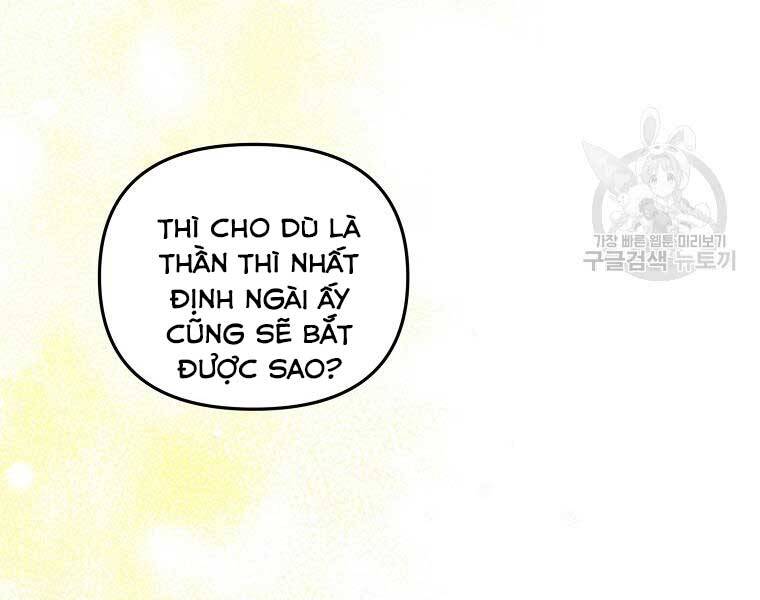 THÌ CHO DÙ LÀ
THẦN THÌ NHẤT
ĐỊNH NGÀI ẤY
CŨNG SẼ BẮT
ĐƯỢC SAO?
가장 빠른 웹툰 미리보기
구글검색 뉴토끼